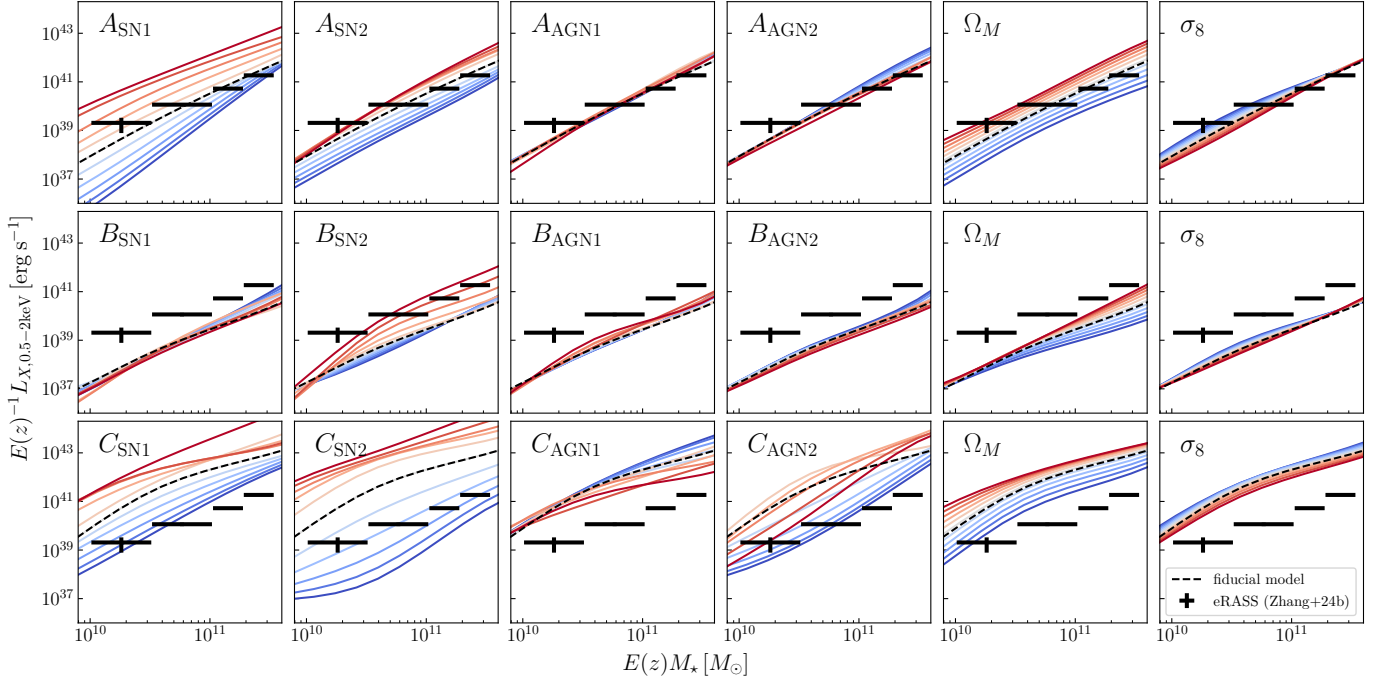 A_SN1 A_SN2 A_AGN1 A_AGN2 Ω_M σ_8
10^43
10^41
10^39
10^37
B_SN1 B_SN2 B_AGN1 B_AGN2 Ω_M σ_8
10^43
10^41
10^39
10^37
C_SN1 C_SN2 C_AGN1 C_AGN2 Ω_M σ_8
10^43
10^41
10^39
10^37
fiducial model
eRASS (Zhang+24b)
10^10 10^11 10^10 10^11 10^10 10^11 10^10 10^11 10^10 10^11 10^10 10^11
E(z)^−1 L_X,0.5−2keV [erg s^−1]
E(z)M_⋆ [M_⊙]